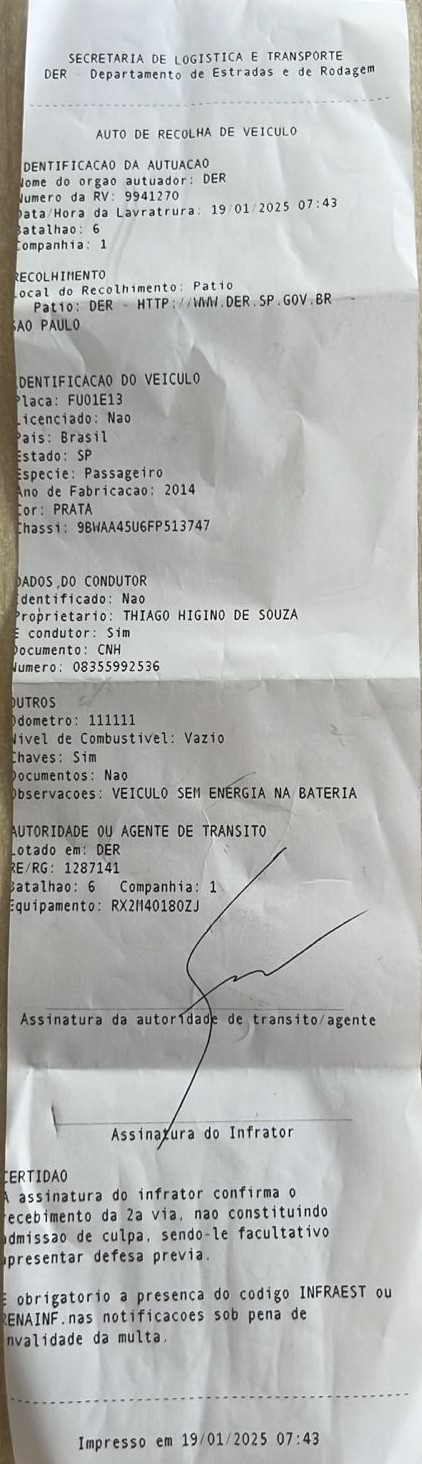 SECRETARIA DE LOGISTICA E TRANSPORTE
DER - Departamento de Estradas e de Rodagem
AUTO DE RECOLHA DE VEICULO
IDENTIFICACAO DA AUTUACAO
Nome do orgao autuador: DER
Numero da RV: 9941270
Data/Hora da Lavratrura: 19/01/2025 07:43
Batalhao: 6
Companhia: 1
RECOLHIMENTO
Local do Recolhimento: Patio
Patio: DER - HTTP://WWW.DER.SP.GOV.BR
SAO PAULO
IDENTIFICACAO DO VEICULO
Placa: FUO1E13
Licenciado: Nao
Pais: Brasil
Estado: SP
Especie: Passageiro
Ano de Fabricacao: 2014
Cor: PRATA
Chassi: 9BWAA45U6FP513747
DADOS DO CONDUTOR
Identificado: Nao
Proprietario: THIAGO HIGINO DE SOUZA
E condutor: Sim
Documento: CNH
Numero: 08355992536
OUTROS
Odometro: 111111
Nivel de Combustivel: Vazio
Chaves: Sim
Documentos: Nao
Observacoes: VEICULO SEM ENERGIA NA BATERIA
AUTORIDADE OU AGENTE DE TRANSITO
Lotado em: DER
RE/RG: 1287141
Batalhao: 6 Companhia: 1
Equipamento: RX2M40180ZJ
Assinatura da autoridade de transito/agente
Assinatura do Infrator
CERTIDAO
A assinatura do infrator confirma o
recebimento da 2a via, nao constituindo
admissao de culpa, sendo-le facultativo
apresentar defesa previa.
E obrigatorio a presenca do codigo INFRAEST ou
RENAINF.nas notificacoes sob pena de
invalidade da multa.
Impresso em 19/01/2025 07:43